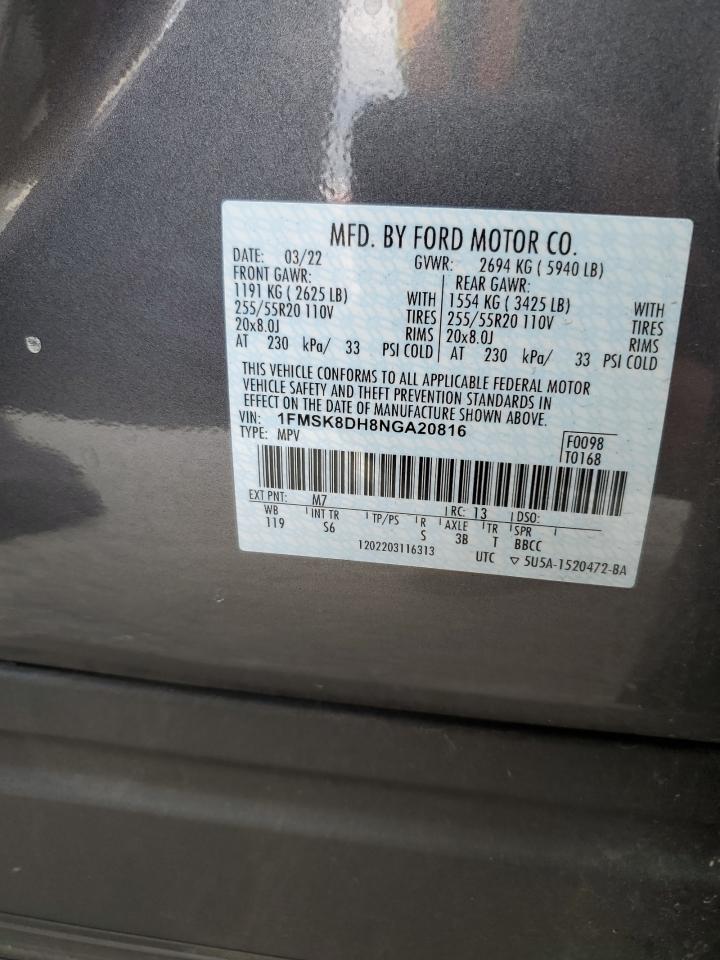 MFD. BY FORD MOTOR CO.
DATE: 03/22 GVWR: 2694 KG ( 5940 LB)
FRONT GAWR: REAR GAWR:
1191 KG ( 2625 LB) WITH 1554 KG ( 3425 LB) WITH
255/55R20 110V TIRES 255/55R20 110V TIRES
20x8.0J RIMS 20x8.0J RIMS
AT 230 kPa/ 33 PSI COLD AT 230 kPa/ 33 PSI COLD
THIS VEHICLE CONFORMS TO ALL APPLICABLE FEDERAL MOTOR
VEHICLE SAFETY AND THEFT PREVENTION STANDARDS IN
EFFECT ON THE DATE OF MANUFACTURE SHOWN ABOVE.
VIN: 1FMSK8DH8NGA20816 F0098
TYPE: MPV T0168
EXT PNT: M7 RC: 13 DSO:
WB INT TR TP/PS R AXLE TR SPR
119 S6 S 3B T BBCC
1202203116313 UTC ▽ 5U5A-1520472-BA